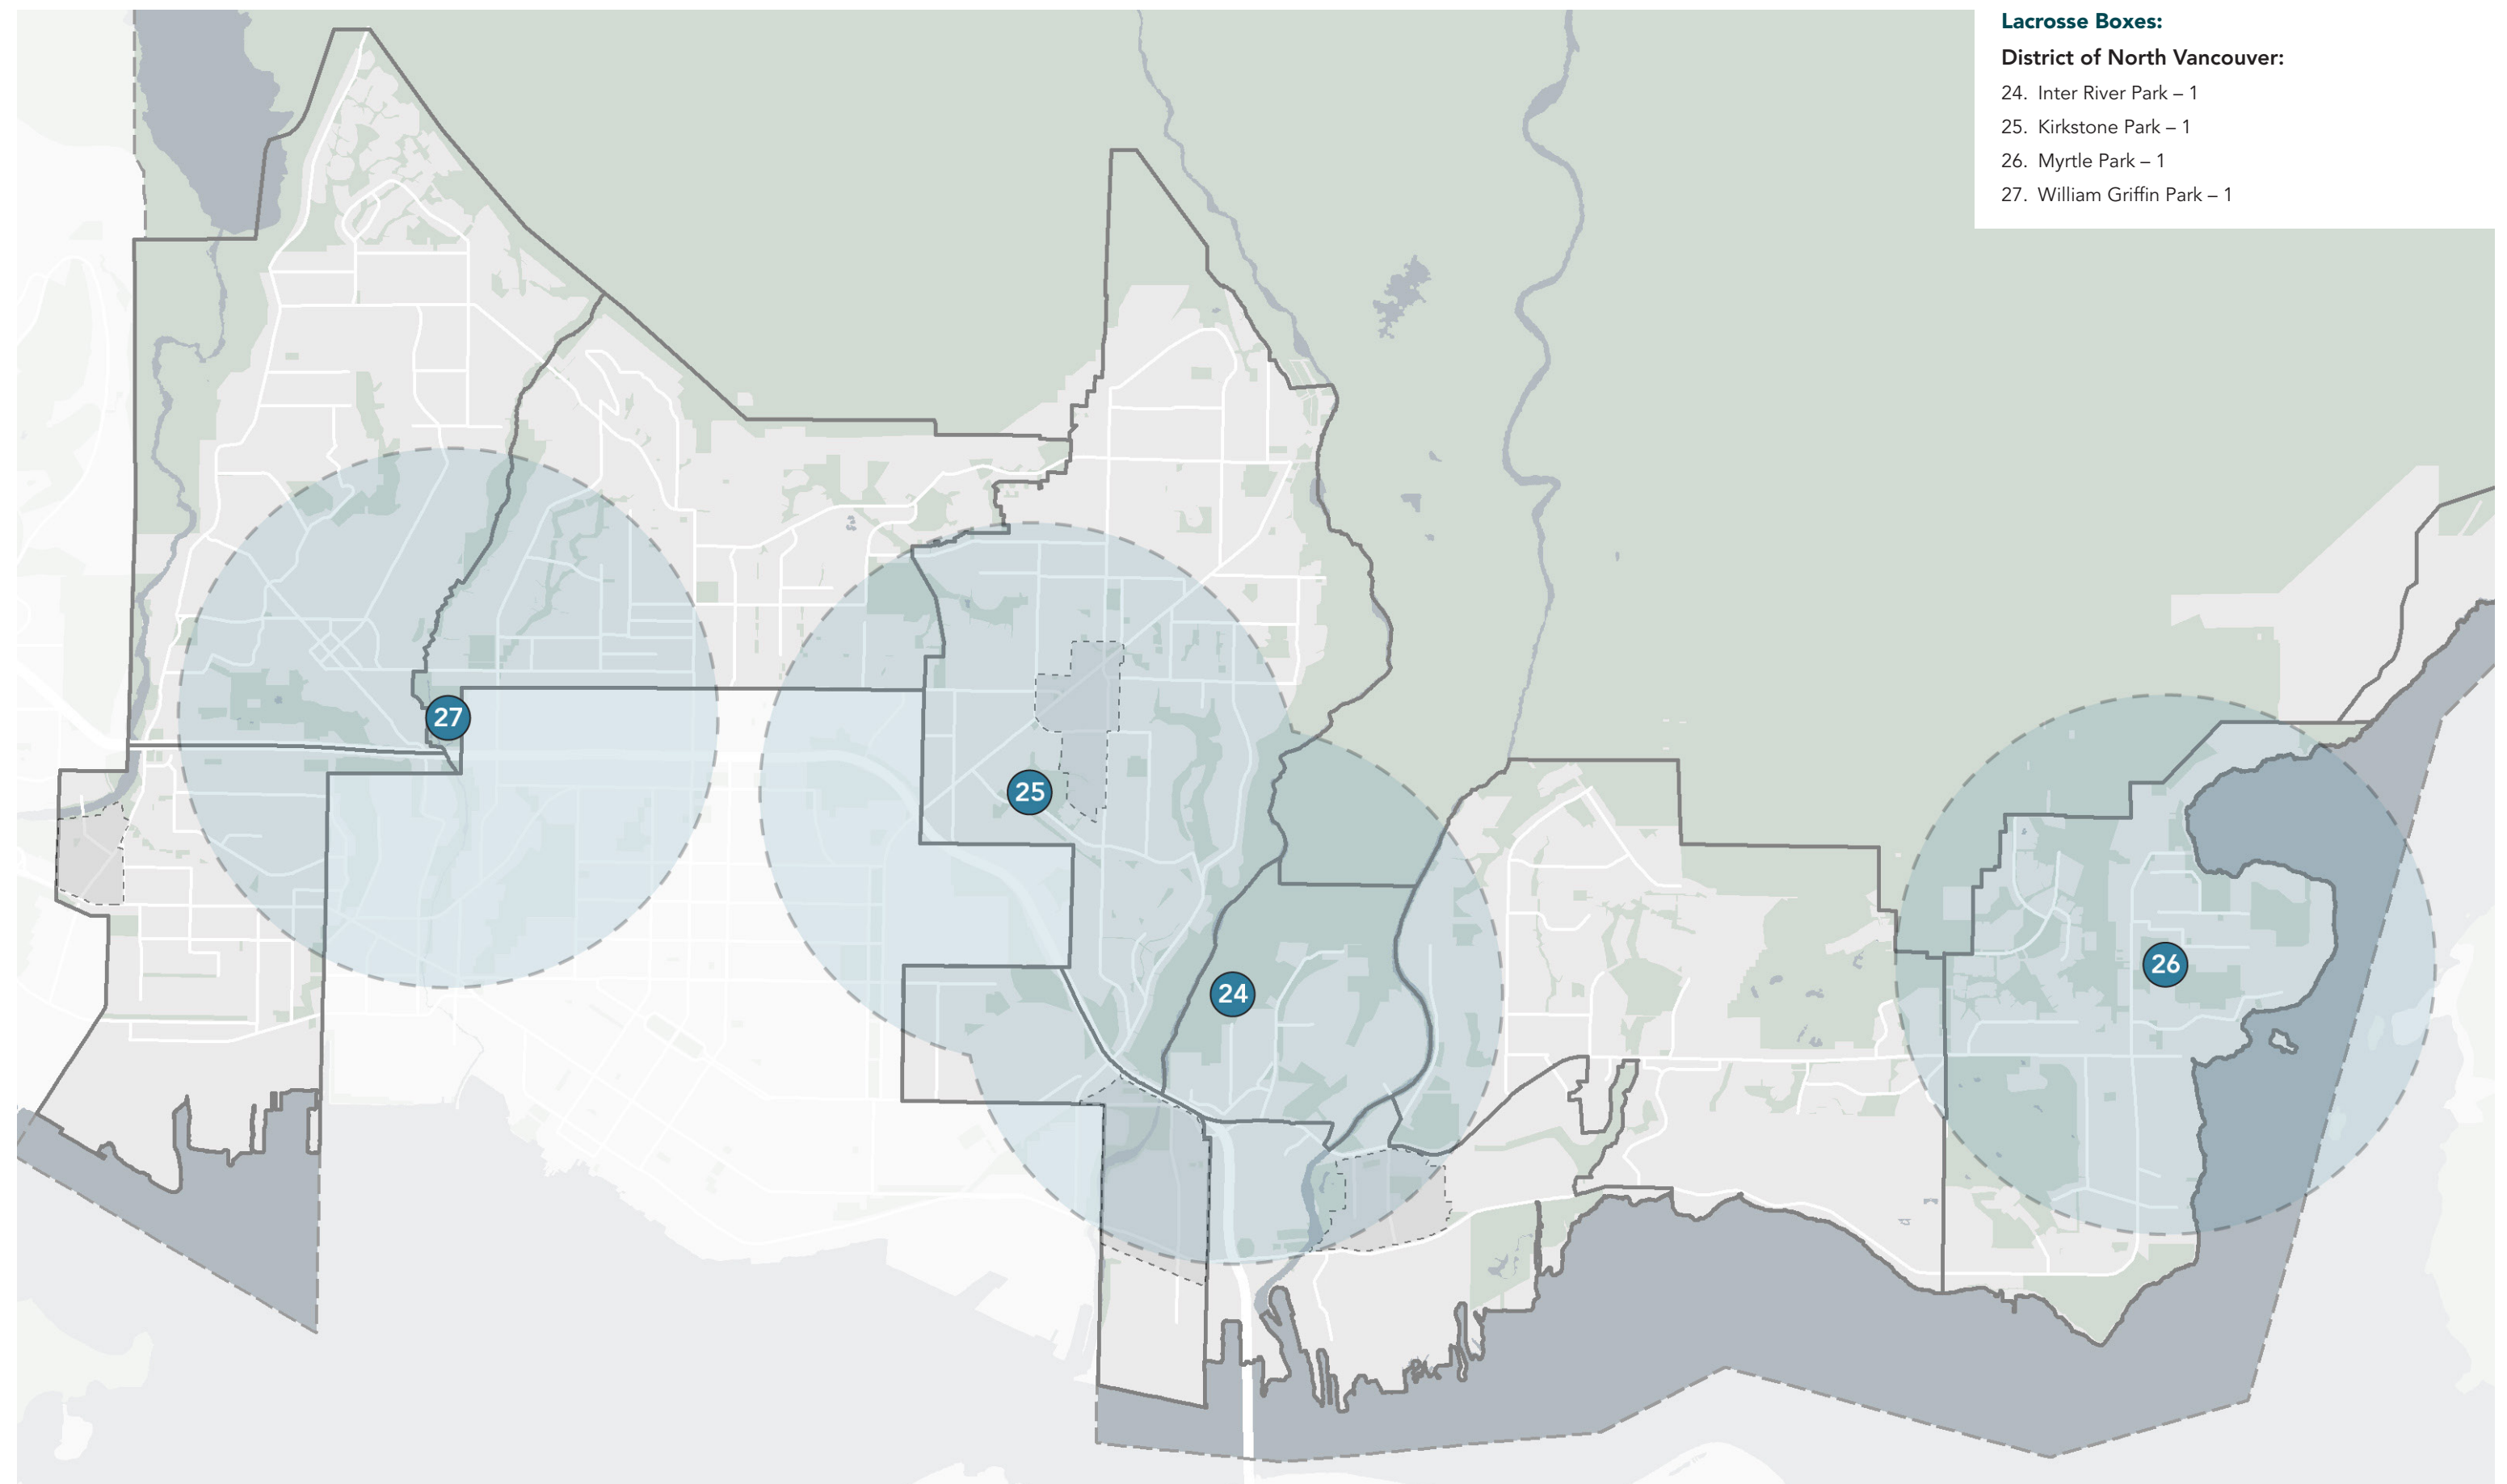 Lacrosse Boxes:
District of North Vancouver:
24. Inter River Park – 1
25. Kirkstone Park – 1
26. Myrtle Park – 1
27. William Griffin Park – 1
27
25
26
24